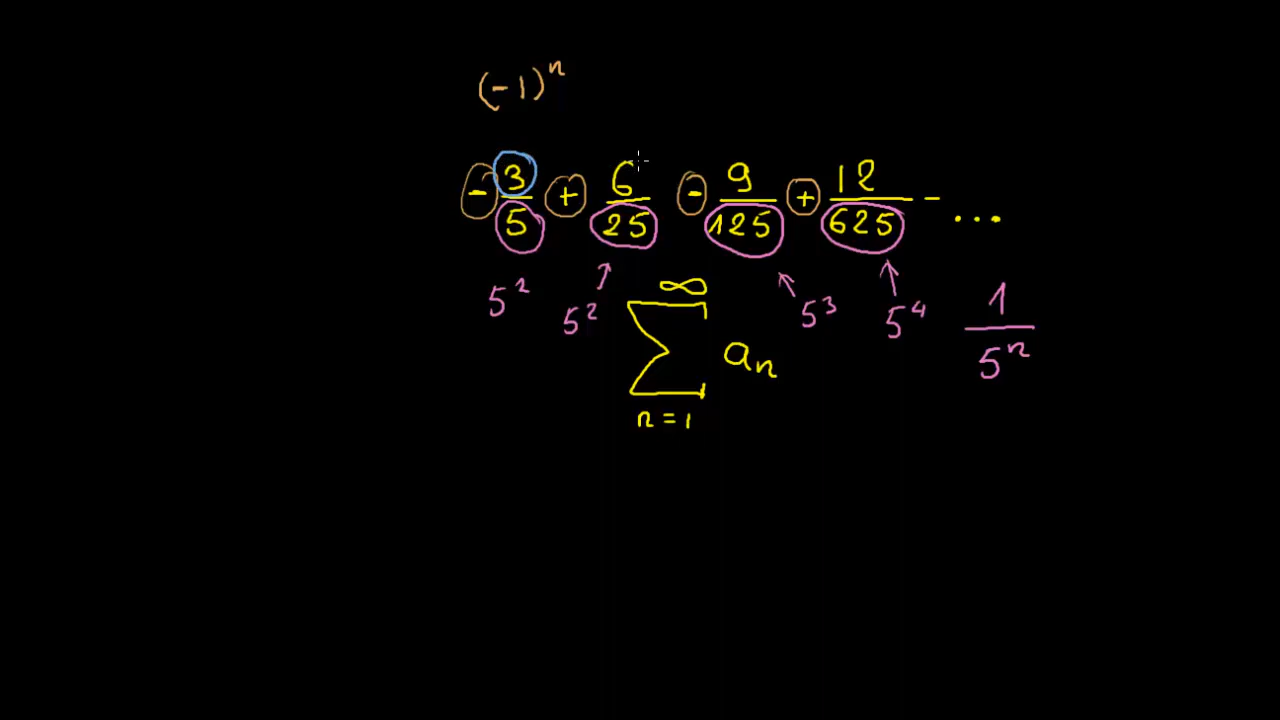 (-1)^n
- 3/5 + 6/25 - 9/125 + 12/625 - ...
5^2 5^2 5^3 5^4 1/5^n
∞
∑ a_n
n = 1